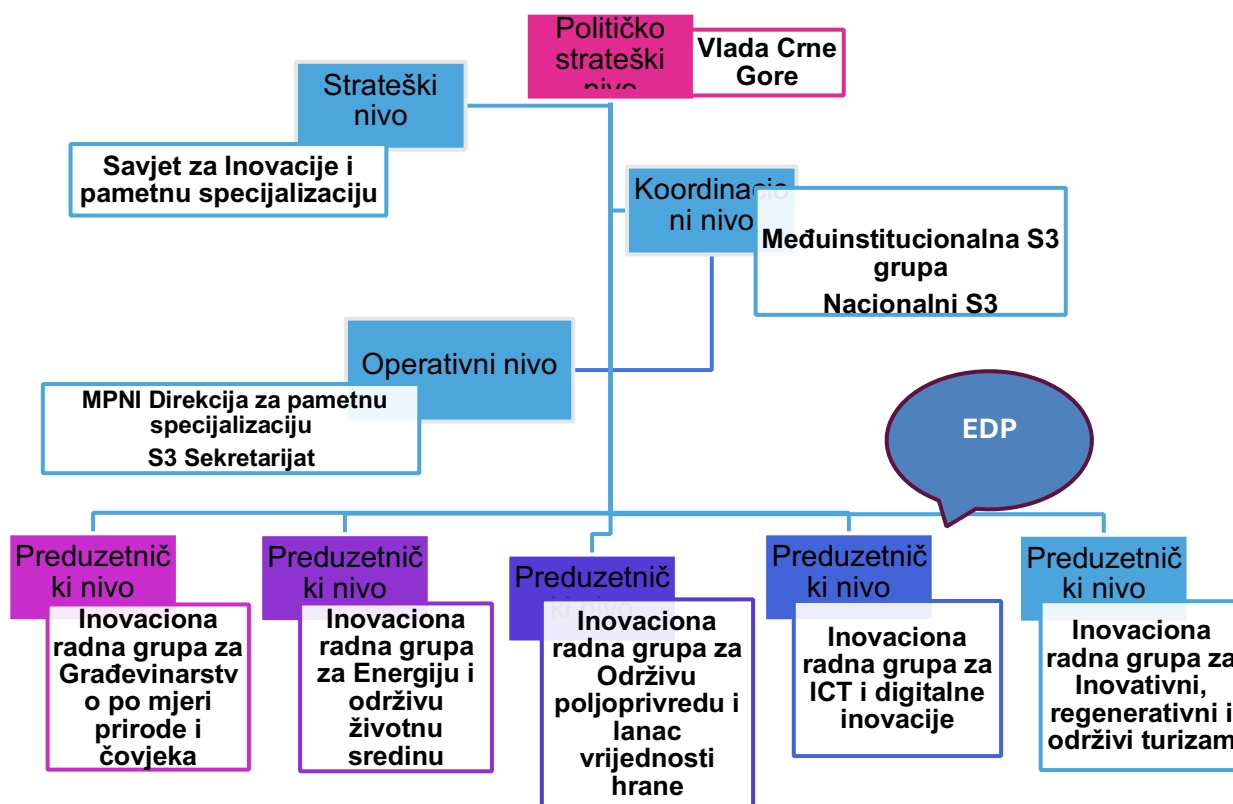 Političko
strateški
nivo
Vlada Crne
Gore
Strateški
nivo
Savjet za Inovacije i
pametnu specijalizaciju
Koordinacio
ni nivo
Međuinstitucionalna S3
grupa
Nacionalni S3
Operativni nivo
MPNI Direkcija za pametnu
specijalizaciju
S3 Sekretarijat
EDP
Preduzetnič
ki nivo
Inovaciona
radna grupa za
Građevinarstv
o po mjeri
prirode i
čovjeka
Preduzetnič
ki nivo
Inovaciona
radna grupa
za Energiju i
održivu
životnu
sredinu
Preduzetnič
ki nivo
Inovaciona
radna grupa za
Održivu
poljoprivredu i
lanac
vrijednosti
hrane
Preduzetnič
ki nivo
Inovaciona
radna grupa za
ICT i digitalne
inovacije
Preduzetnič
ki nivo
Inovaciona
radna grupa za
Inovativni,
regenerativni i
održivi turizam